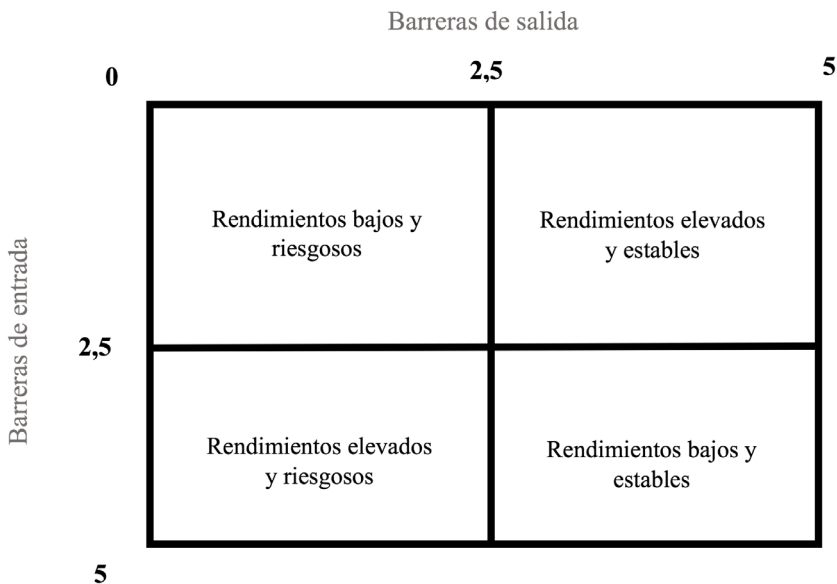 Barreras de salida
0
2,5
5
Rendimientos bajos y
riesgosos
Rendimientos elevados
y estables
Barreras de entrada
2,5
Rendimientos elevados
y riesgosos
Rendimientos bajos y
estables
5